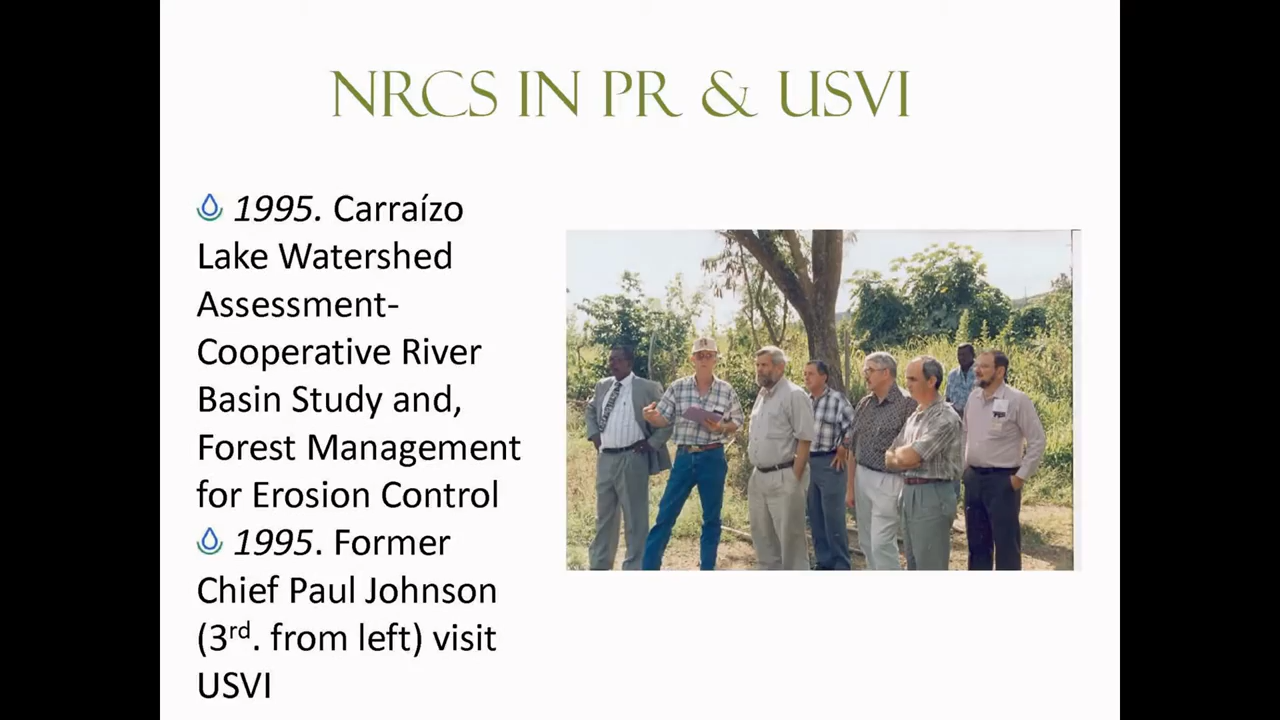 NRCS IN PR & USVI
1995. Carraízo
Lake Watershed
Assessment-
Cooperative River
Basin Study and,
Forest Management
for Erosion Control
1995. Former
Chief Paul Johnson
(3rd. from left) visit
USVI